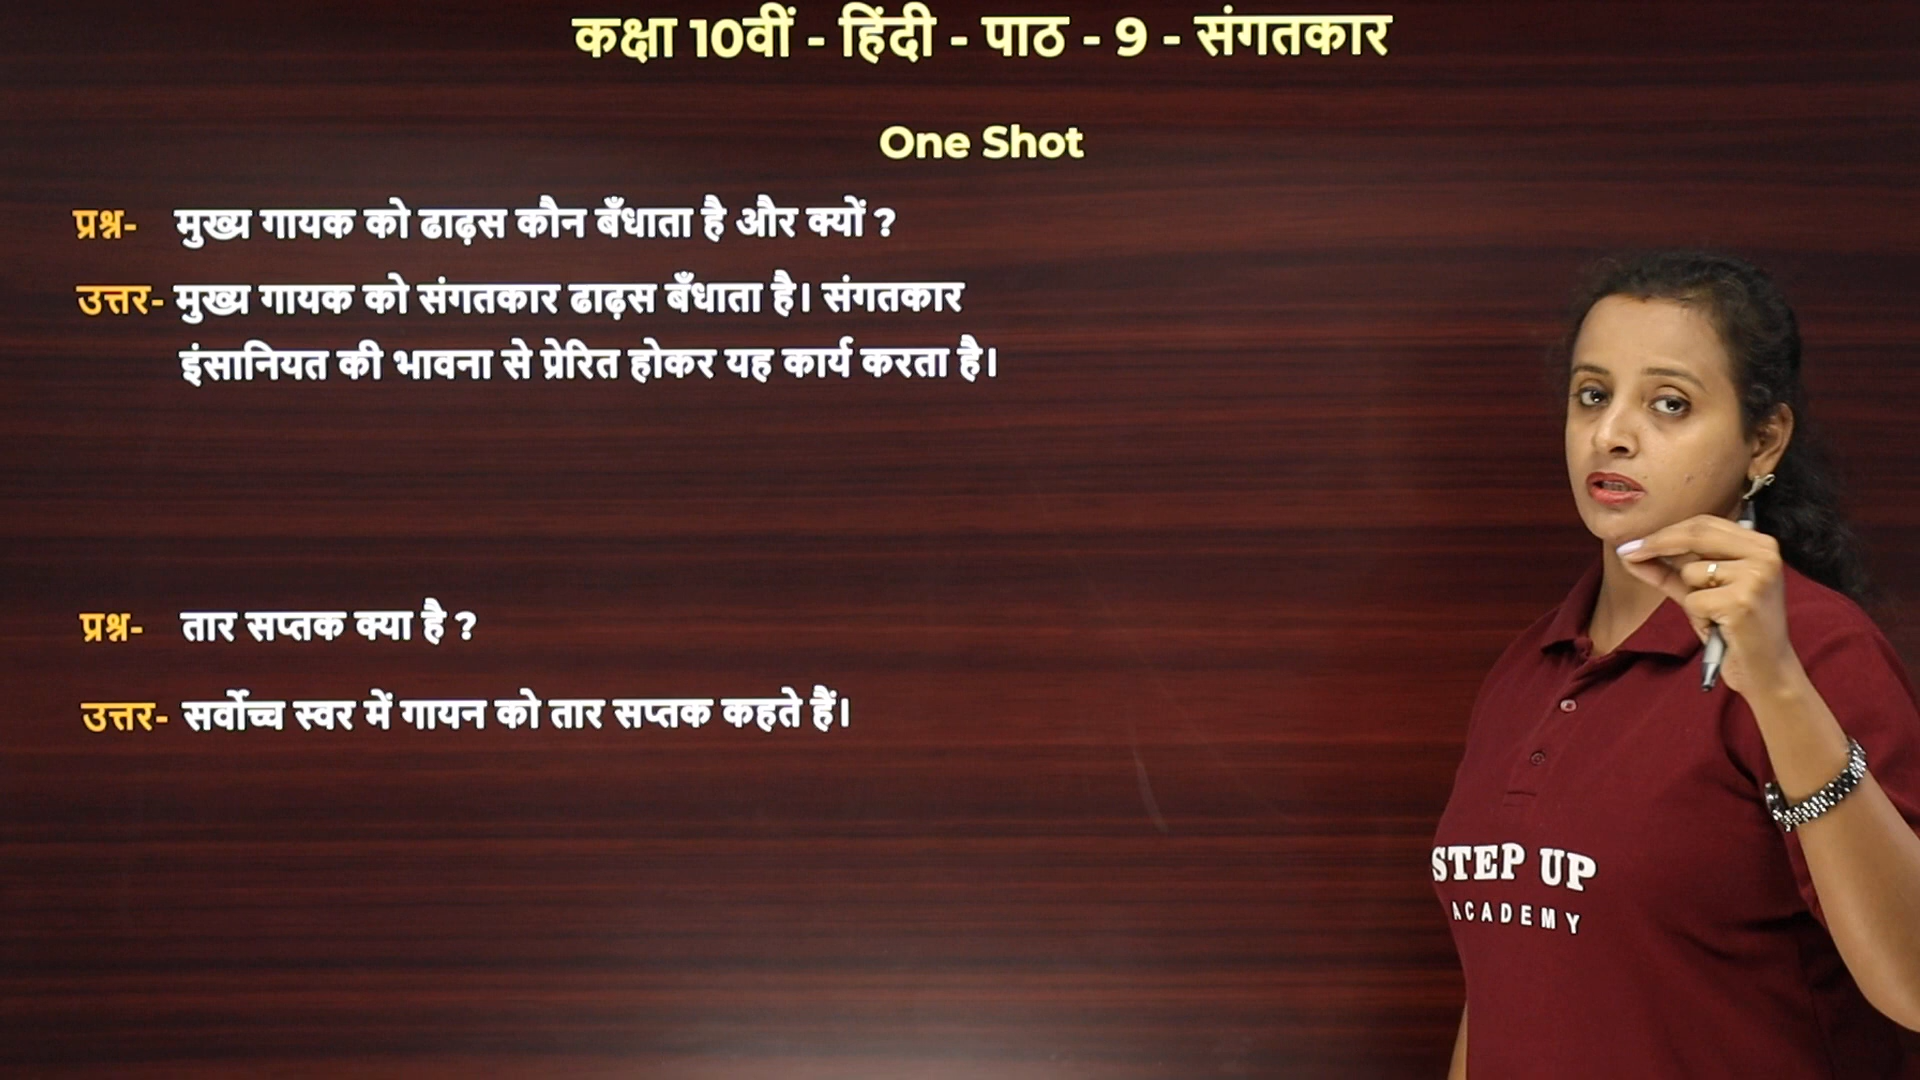 कक्षा 10वीं - हिंदी - पाठ - 9 - संगतकार
One Shot
प्रश्न- मुख्य गायक को ढाढ़स कौन बँधाता है और क्यों ?
उत्तर- मुख्य गायक को संगतकार ढाढ़स बँधाता है। संगतकार
इंसानियत की भावना से प्रेरित होकर यह कार्य करता है।
प्रश्न- तार सप्तक क्या है ?
उत्तर- सर्वोच्च स्वर में गायन को तार सप्तक कहते हैं।
STEP UP
ACADEMY